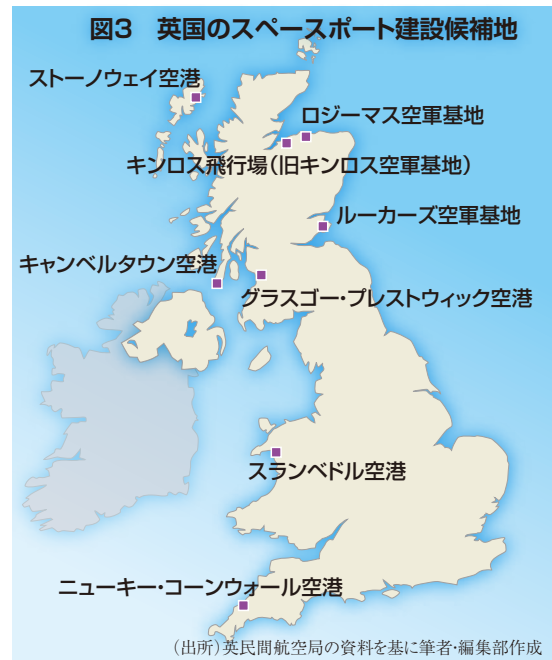 図3 英国のスペースポート建設候補地
ストーノウェイ空港
ロジーマス空軍基地
キンロス飛行場(旧キンロス空軍基地)
ルーカーズ空軍基地
キャンベルタウン空港
グラスゴー・プレストウィック空港
スランベドル空港
ニューキー・コーンウォール空港
(出所)英民間航空局の資料を基に筆者・編集部作成